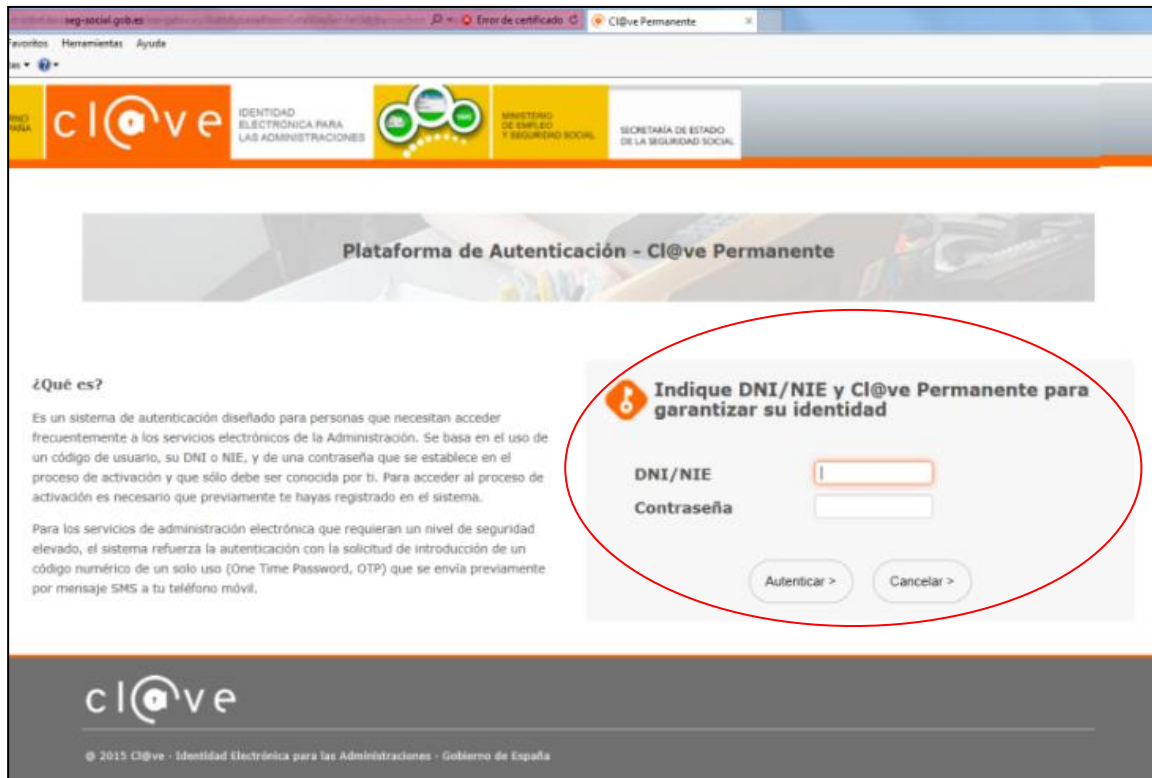 seg-social.gob.es
Error de certificado
Cl@ve Permanente
Favoritos Herramientas Ayuda
cl@ve
IDENTIDAD
ELECTRÓNICA PARA
LAS ADMINISTRACIONES
MINISTERIO
DE EMPLEO
Y SEGURIDAD SOCIAL
SECRETARÍA DE ESTADO
DE LA SEGURIDAD SOCIAL
Plataforma de Autenticación - Cl@ve Permanente
¿Qué es?
Es un sistema de autenticación diseñado para personas que necesitan acceder
frecuentemente a los servicios electrónicos de la Administración. Se basa en el uso de
un código de usuario, su DNI o NIE, y de una contraseña que se establece en el
proceso de activación y que sólo debe ser conocida por ti. Para acceder al proceso de
activación es necesario que previamente te hayas registrado en el sistema.
Para los servicios de administración electrónica que requieran un nivel de seguridad
elevado, el sistema refuerza la autenticación con la solicitud de introducción de un
código numérico de un solo uso (One Time Password, OTP) que se envía previamente
por mensaje SMS a tu teléfono móvil.
Indique DNI/NIE y Cl@ve Permanente para
garantizar su identidad
DNI/NIE
Contraseña
Autenticar > Cancelar >
cl@ve
@ 2015 Cl@ve - Identidad Electrónica para las Administraciones - Gobierno de España